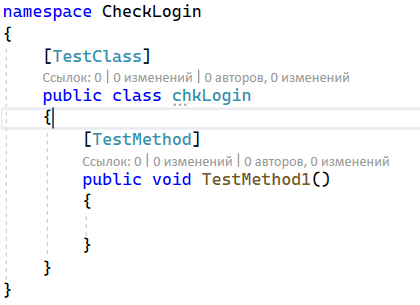 namespace CheckLogin
{
[TestClass]
Ссылок: 0 | 0 изменений | 0 авторов, 0 изменений
public class chkLogin
{
[TestMethod]
Ссылок: 0 | 0 изменений | 0 авторов, 0 изменений
public void TestMethod1()
{
}
}
}